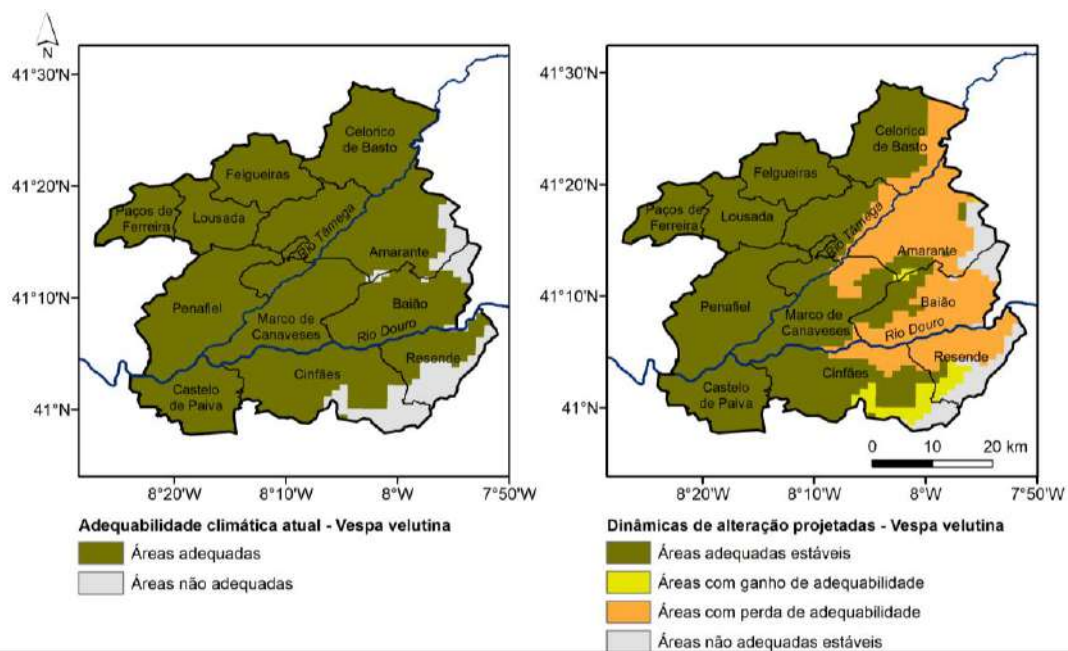 N
41°30'N
41°20'N
41°10'N
41°N
8°20'W 8°10'W 8°W 7°50'W
Celorico
de Basto
Felgueiras
Paços de
Ferreira
Lousada
Rio Tâmega
Amarante
Penafiel
Baião
Marco de
Canaveses
Rio Douro
Resende
Cinfães
Castelo
de Paiva
Adequabilidade climática atual - Vespa velutina
Áreas adequadas
Áreas não adequadas
41°30'N
41°20'N
41°10'N
41°N
8°20'W 8°10'W 8°W 7°50'W
Celorico
de Basto
Felgueiras
Paços de
Ferreira
Lousada
Rio Tâmega
Amarante
Penafiel
Baião
Marco de
Canaveses
Rio Douro
Resende
Cinfães
Castelo
de Paiva
0 10 20 km
Dinâmicas de alteração projetadas - Vespa velutina
Áreas adequadas estáveis
Áreas com ganho de adequabilidade
Áreas com perda de adequabilidade
Áreas não adequadas estáveis